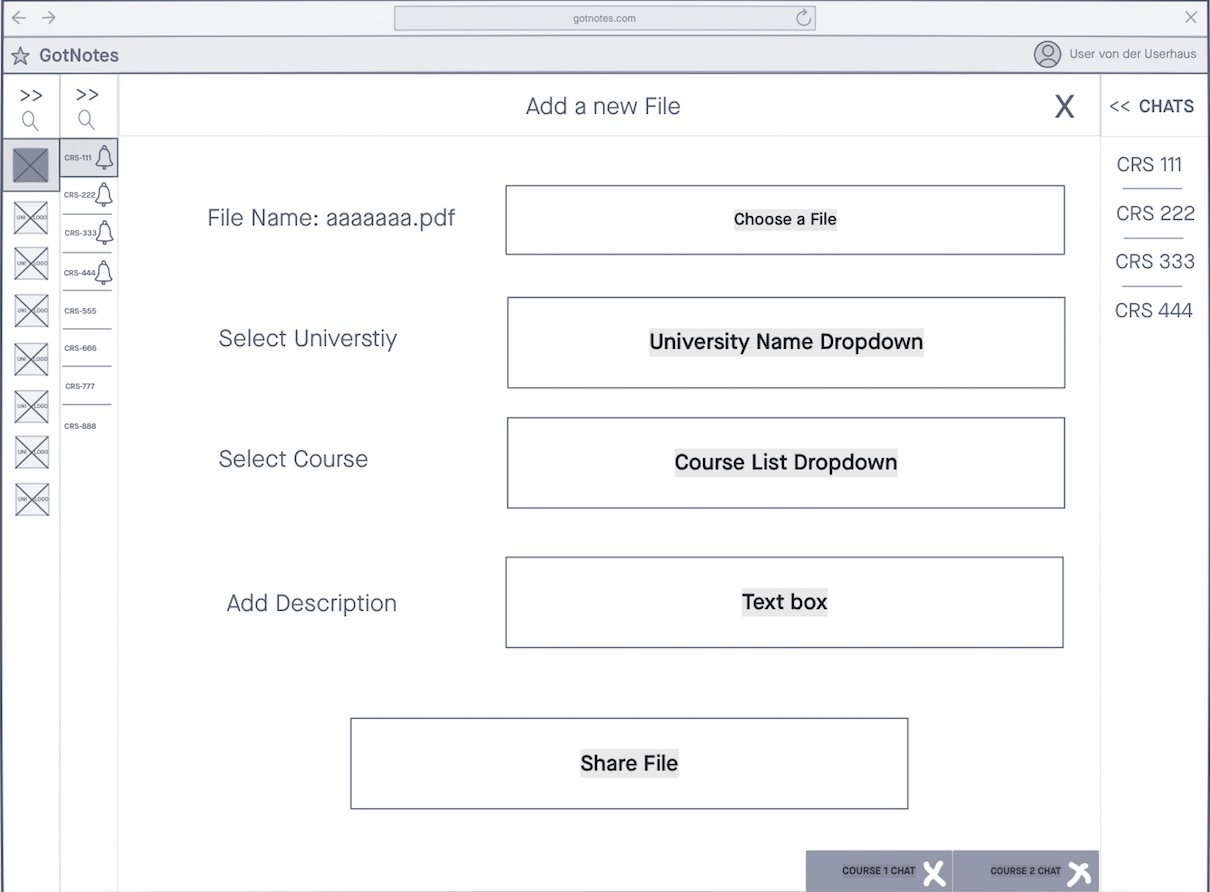 gotnotes.com
GotNotes
User von der Userhaus
>>
>>
Add a new File
X
<< CHATS
CRS-111
CRS-222
CRS-333
CRS-444
CRS-555
CRS-666
CRS-777
CRS-888
UNI LOGO
UNI LOGO
UNI LOGO
UNI LOGO
UNI LOGO
UNI LOGO
UNI LOGO
File Name: aaaaaaa.pdf
Choose a File
Select Universtiy
University Name Dropdown
Select Course
Course List Dropdown
Add Description
Text box
Share File
CRS 111
CRS 222
CRS 333
CRS 444
COURSE 1 CHAT X
COURSE 2 CHAT X